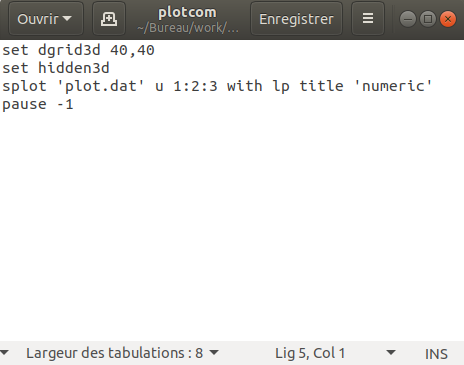 Ouvrir
plotcom
~/Bureau/work/...
Enregistrer
set dgrid3d 40,40
set hidden3d
splot 'plot.dat' u 1:2:3 with lp title 'numeric'
pause -1
Largeur des tabulations : 8
Lig 5, Col 1
INS